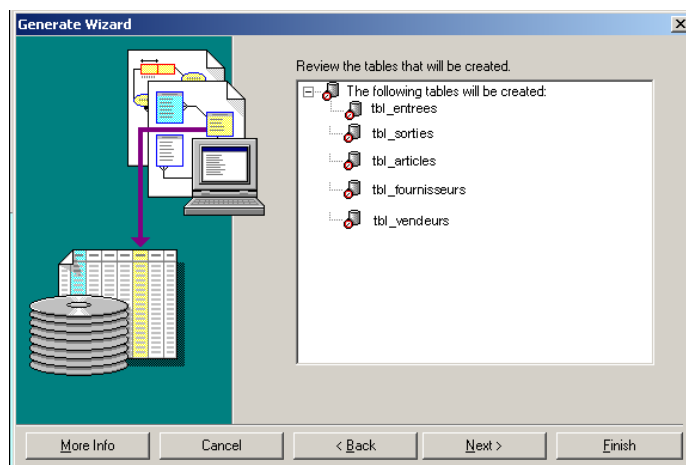 Generate Wizard
Review the tables that will be created.
The following tables will be created:
tbl_entrees
tbl_sorties
tbl_articles
tbl_fournisseurs
tbl_vendeurs
More Info
Cancel
< Back
Next >
Finish